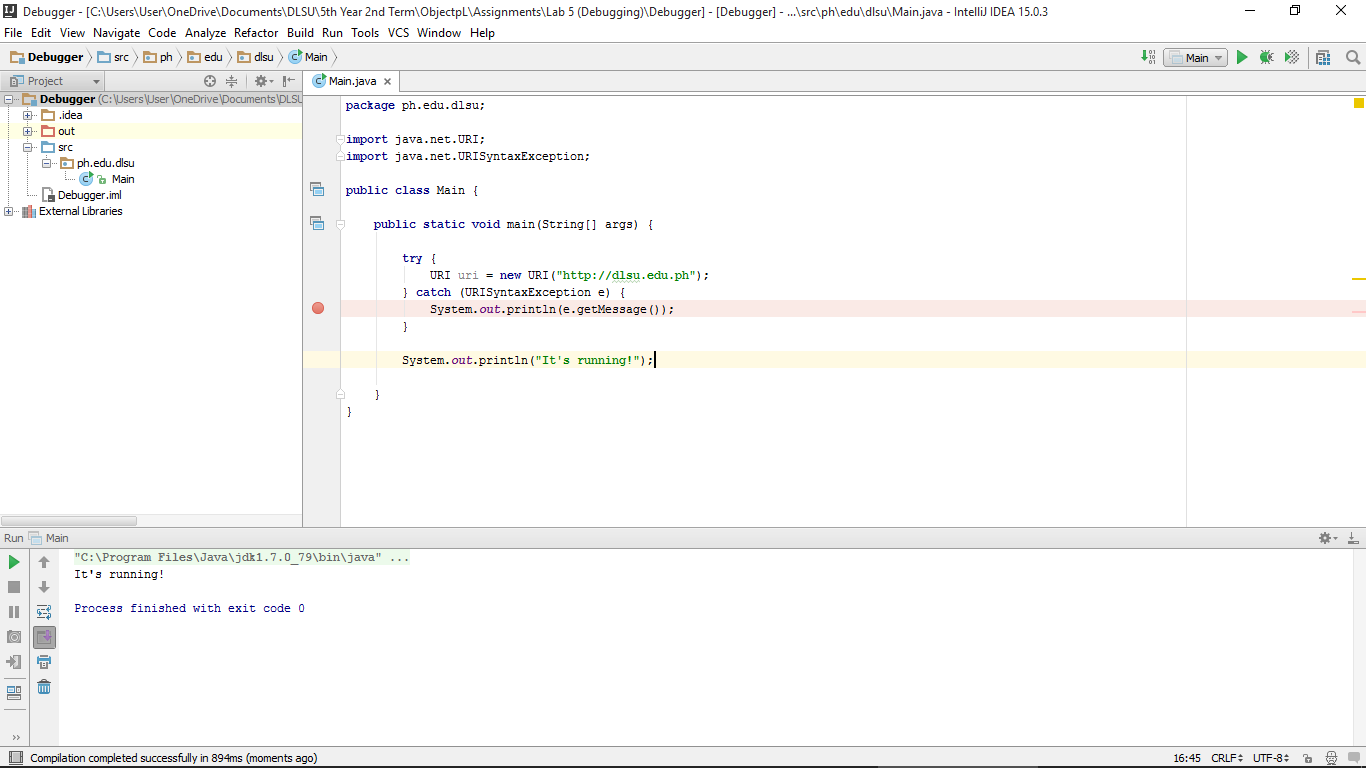 Debugger - [C:\Users\User\OneDrive\Documents\DLSU\5th Year 2nd Term\ObjectpL\Assignments\Lab 5 (Debugging)\Debugger] - [Debugger] - ...\src\ph\edu\dlsu\Main.java - IntelliJ IDEA 15.0.3
File Edit View Navigate Code Analyze Refactor Build Run Tools VCS Window Help
Debugger src ph edu dlsu Main
Main
Project
Main.java
Debugger (C:\Users\User\OneDrive\Documents\DLSU
.idea
out
src
ph.edu.dlsu
Main
Debugger.iml
External Libraries
package ph.edu.dlsu;
import java.net.URI;
import java.net.URISyntaxException;
public class Main {
public static void main(String[] args) {
try {
URI uri = new URI("http://dlsu.edu.ph");
} catch (URISyntaxException e) {
System.out.println(e.getMessage());
}
System.out.println("It's running!");
}
}
Run Main
"C:\Program Files\Java\jdk1.7.0_79\bin\java" ...
It's running!
Process finished with exit code 0
Compilation completed successfully in 894ms (moments ago)
16:45 CRLF UTF-8